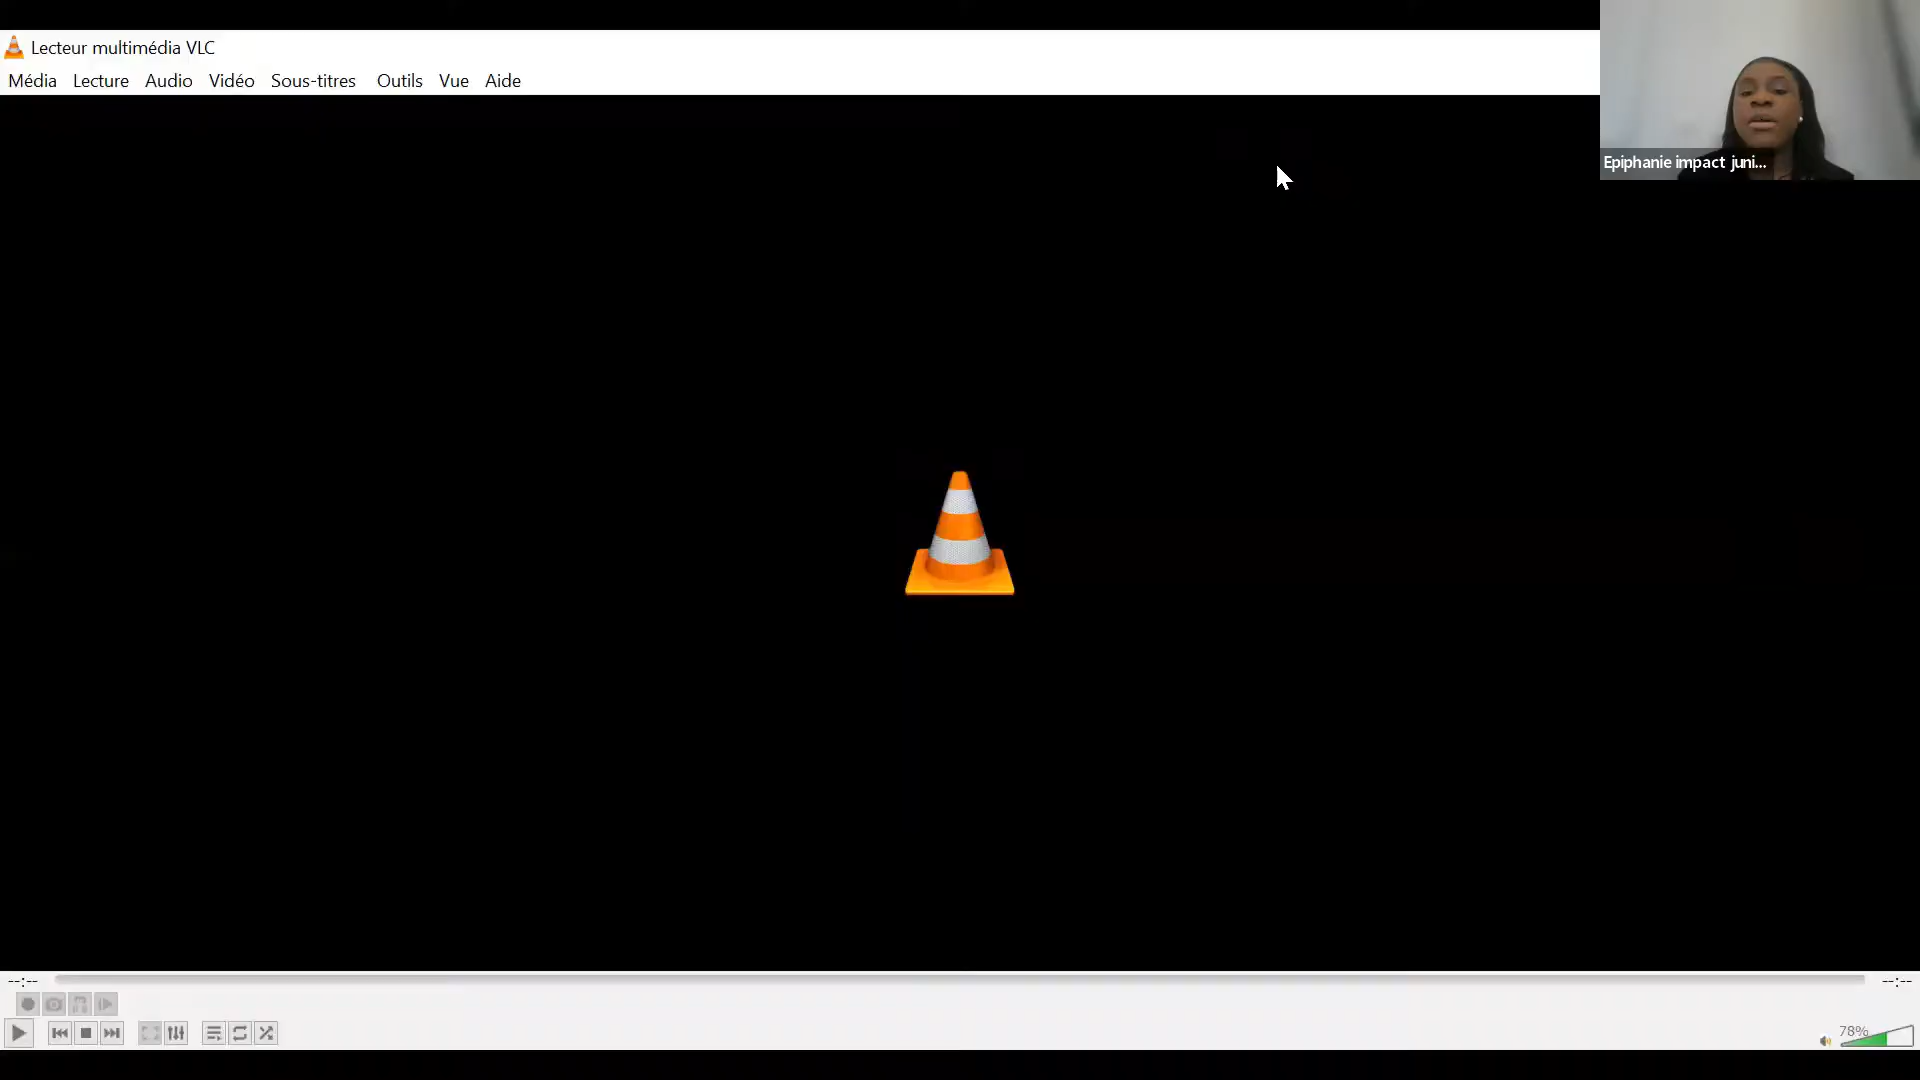 Lecteur multimédia VLC
Média Lecture Audio Vidéo Sous-titres Outils Vue Aide
Epiphanie impact juni...
--:-- --:--
78%